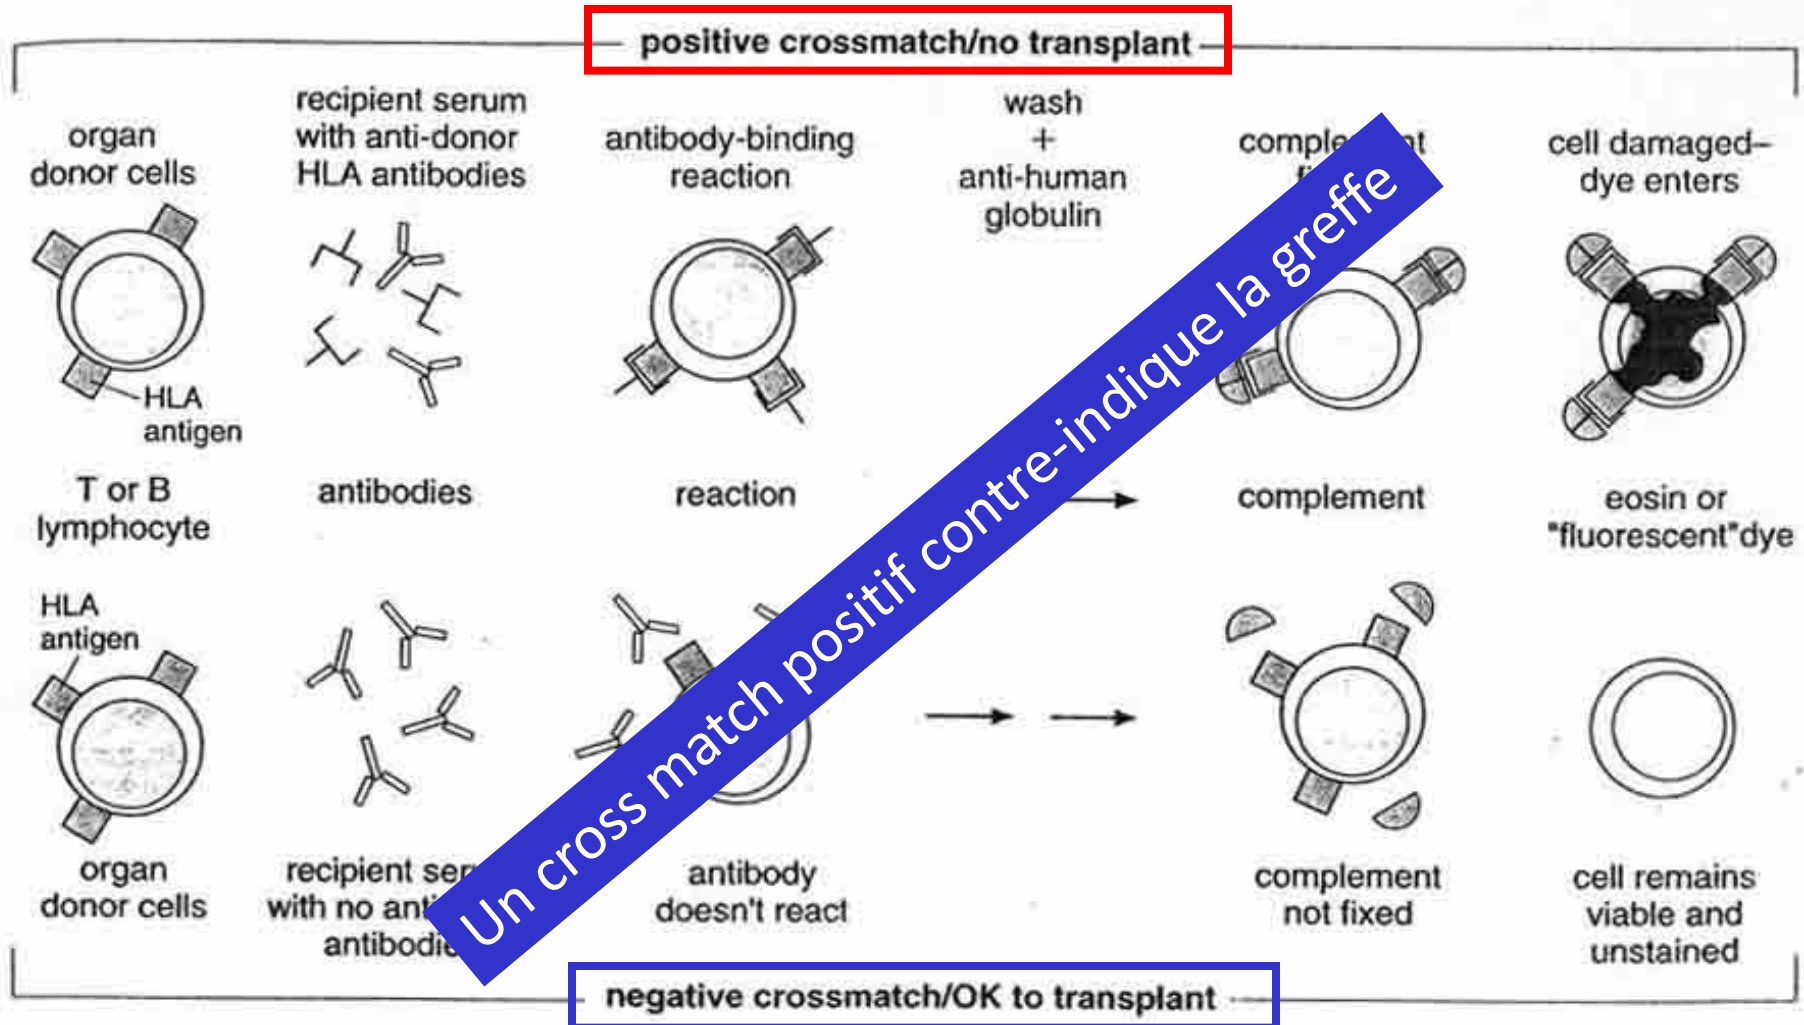 positive crossmatch/no transplant
organ
donor cells
recipient serum
with anti-donor
HLA antibodies
antibody-binding
reaction
wash
+
anti-human
globulin
cell damaged–
dye enters
HLA
antigen
T or B
lymphocyte
antibodies
reaction
complement
eosin or
"fluorescent"dye
Un cross match positif contre-indique la greffe
HLA
antigen
organ
donor cells
recipient
with no
antibody
doesn't react
complement
not fixed
cell remains
viable and
unstained
negative crossmatch/OK to transplant